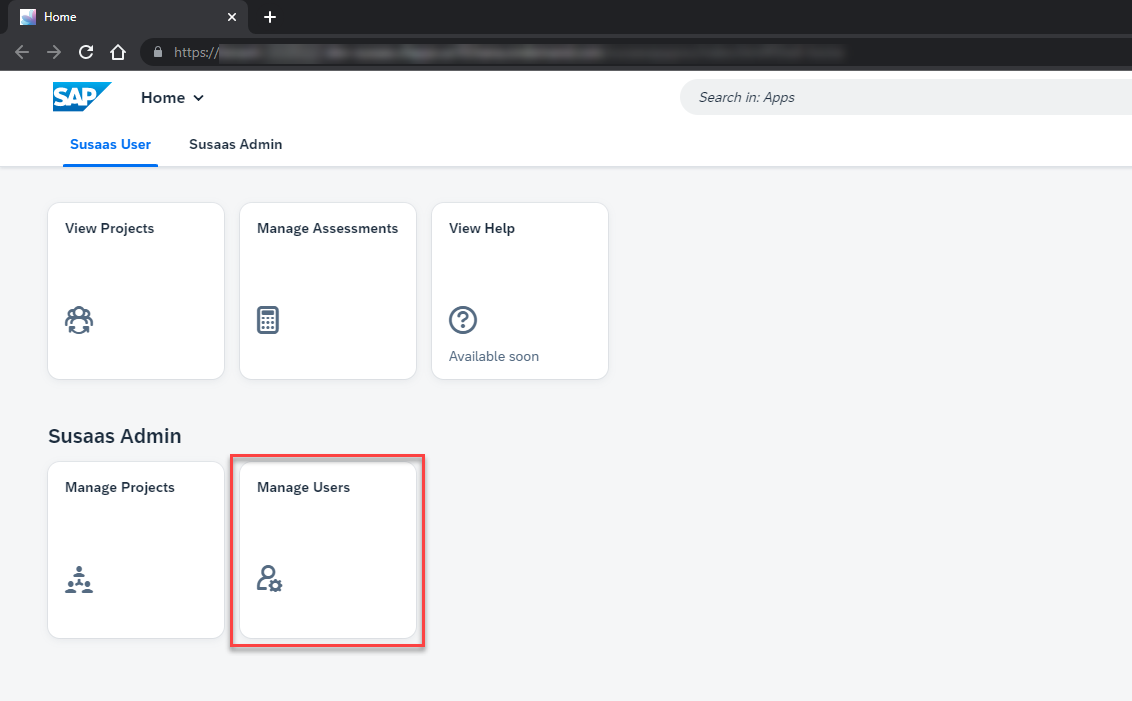 Home
https://
SAP Home
Search in: Apps
Susaas User Susaas Admin
View Projects Manage Assessments View Help
Available soon
Susaas Admin
Manage Projects Manage Users